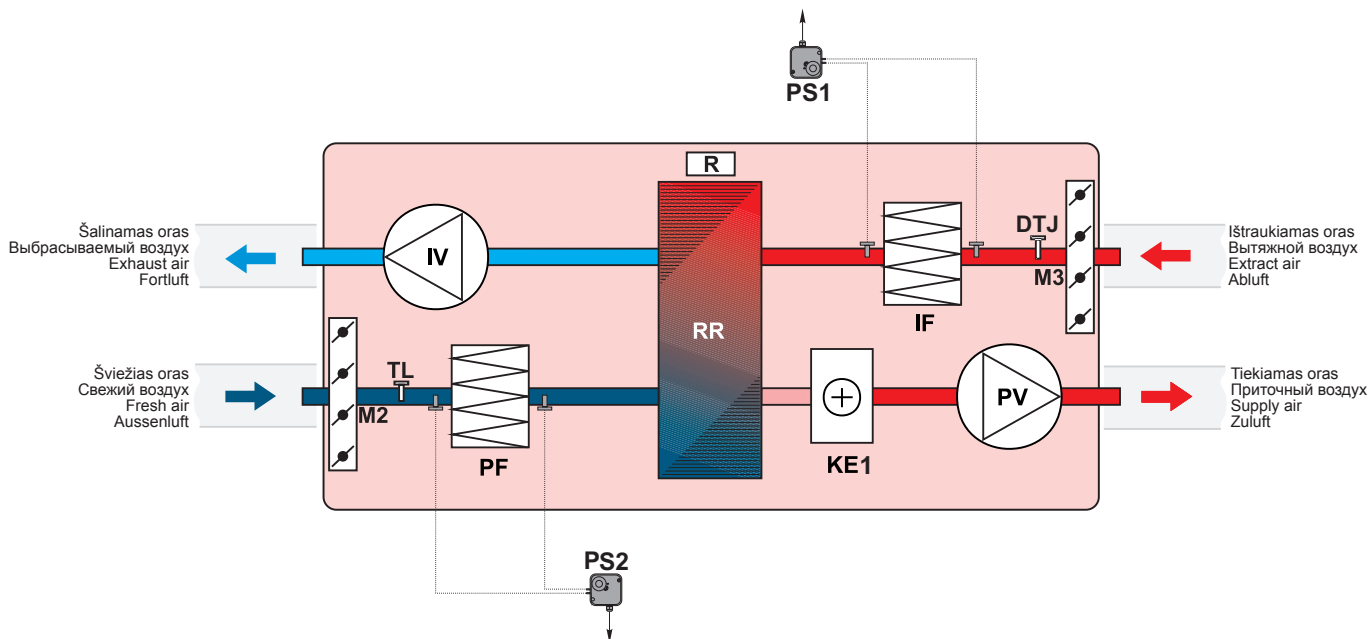 PS1
R
Šalinamas oras
Выбрасываемый воздух
Exhaust air
Fortluft
IV
DTJ
M3
IF
Ištraukiamas oras
Вытяжной воздух
Extract air
Abluft
RR
Šviežias oras
Свежий воздух
Fresh air
Aussenluft
TL
M2
PF
KE1
PV
Tiekiamas oras
Приточный воздух
Supply air
Zuluft
PS2